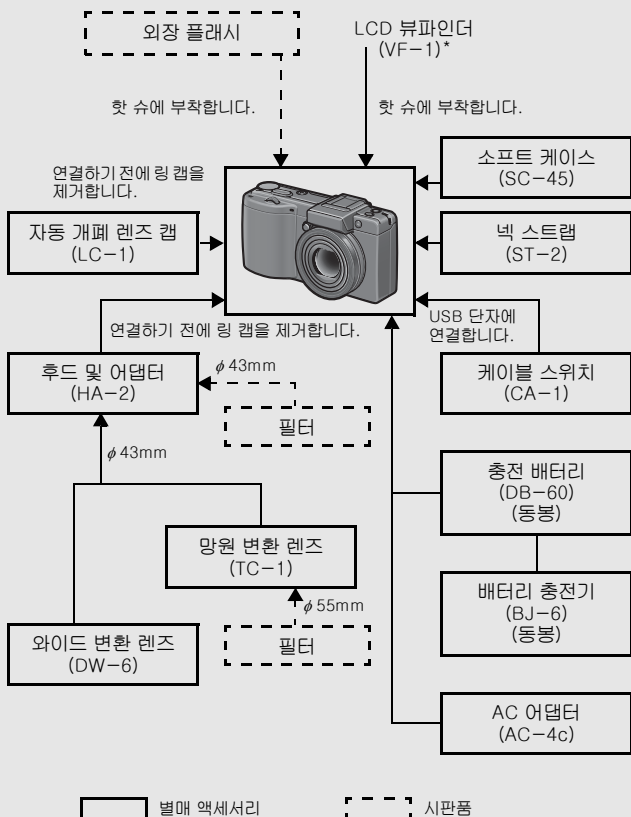 외장 플래시
LCD 뷰파인더
(VF-1)*
핫 슈에 부착합니다.
핫 슈에 부착합니다.
연결하기 전에 링 캡을
제거합니다.
소프트 케이스
(SC-45)
자동 개폐 렌즈 캡
(LC-1)
넥 스트랩
(ST-2)
연결하기 전에 링 캡을 제거합니다.
USB 단자에
연결합니다.
후드 및 어댑터
(HA-2)
φ 43mm
필터
케이블 스위치
(CA-1)
φ 43mm
충전 배터리
(DB-60)
(동봉)
망원 변환 렌즈
(TC-1)
φ 55mm
필터
배터리 충전기
(BJ-6)
(동봉)
와이드 변환 렌즈
(DW-6)
AC 어댑터
(AC-4c)
별매 액세서리
시판품